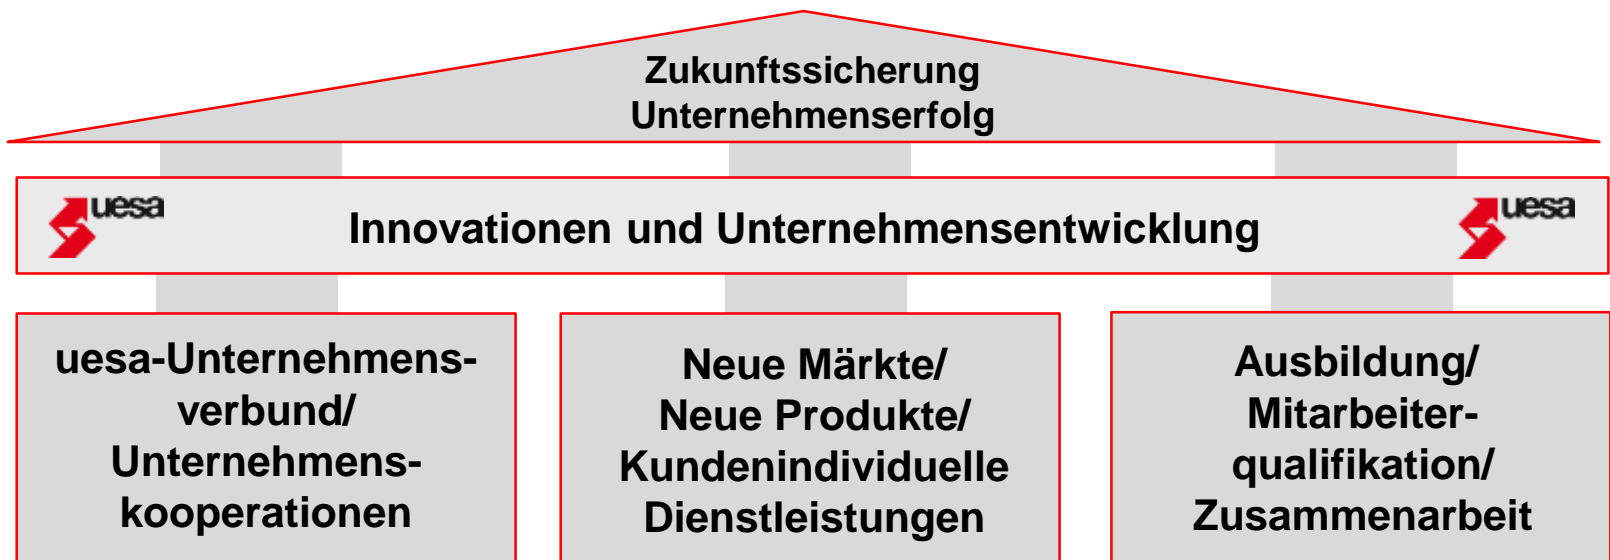 Zukunftssicherung
Unternehmenserfolg
uesa
Innovationen und Unternehmensentwicklung
uesa
uesa-Unternehmens-
verbund/
Unternehmens-
kooperationen
Neue Märkte/
Neue Produkte/
Kundenindividuelle
Dienstleistungen
Ausbildung/
Mitarbeiter-
qualifikation/
Zusammenarbeit